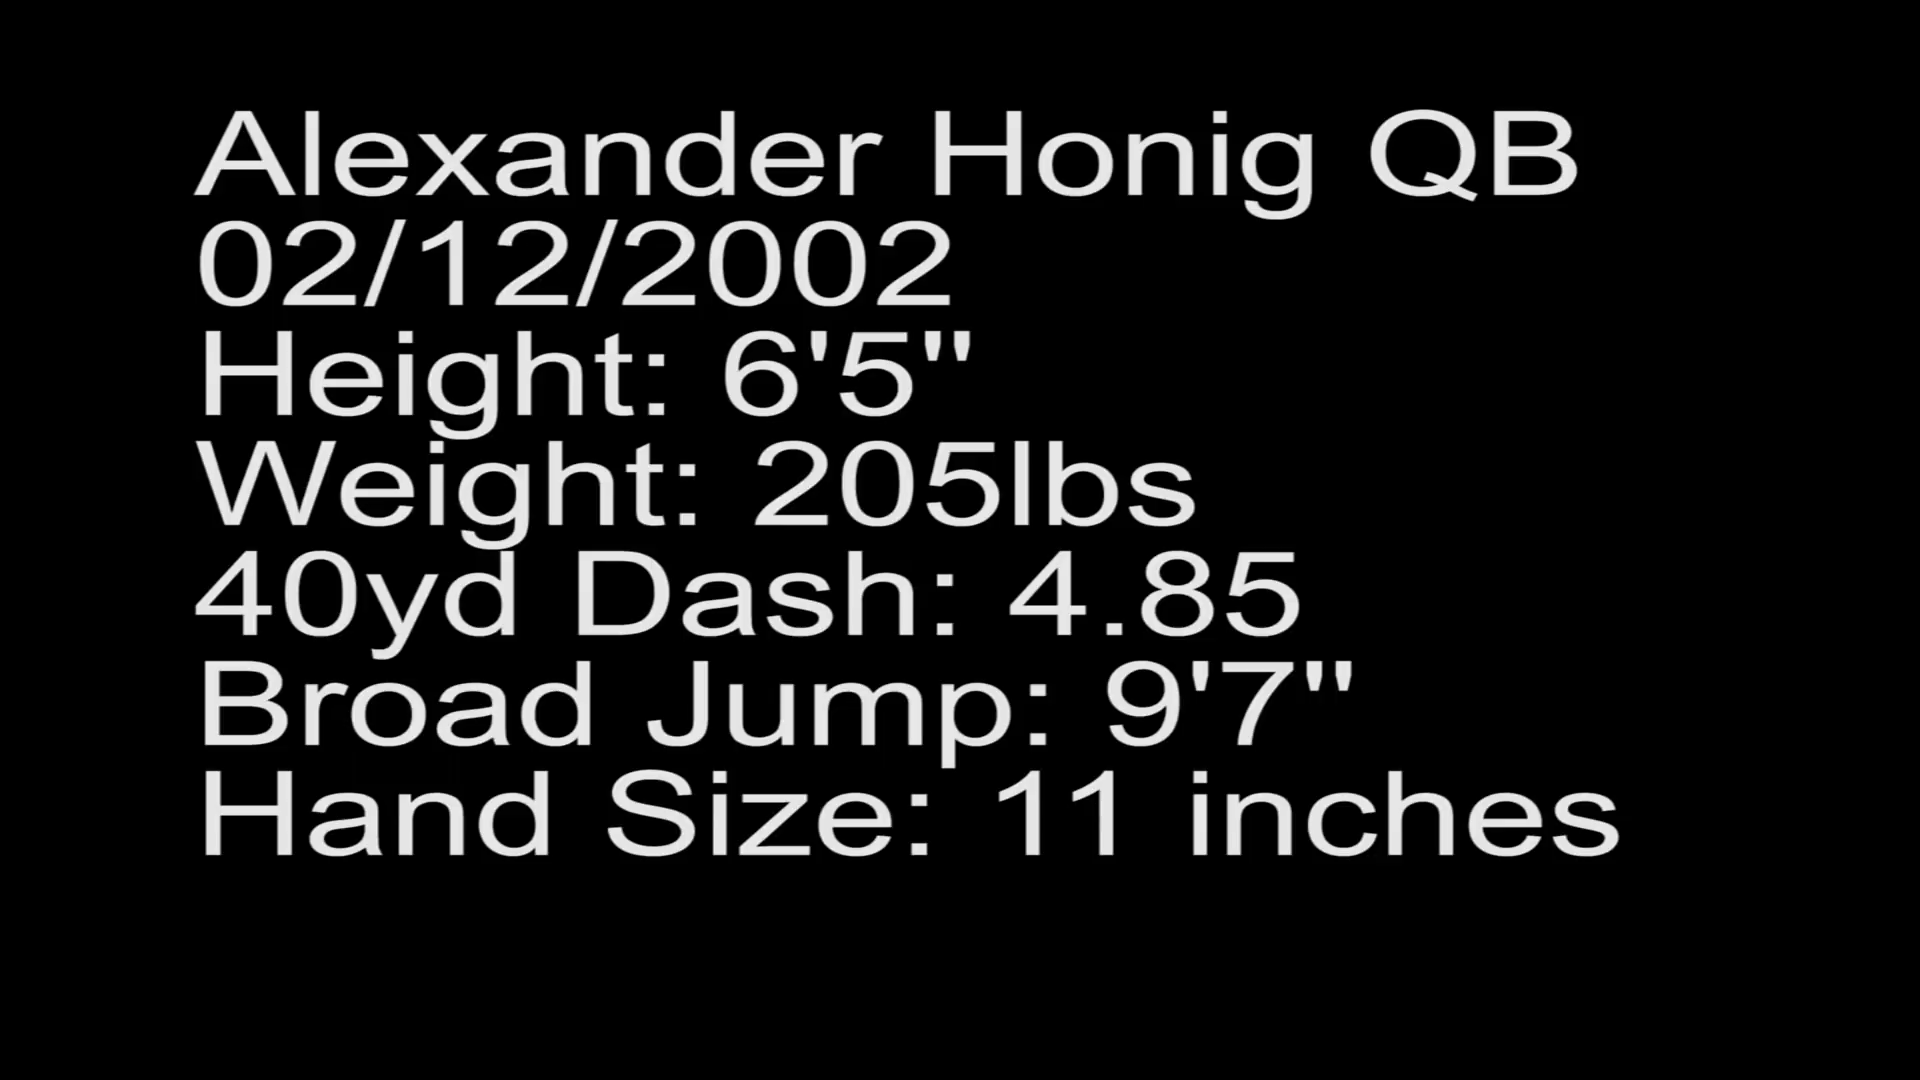 Alexander Honig QB
02/12/2002
Height: 6'5"
Weight: 205lbs
40yd Dash: 4.85
Broad Jump: 9'7"
Hand Size: 11 inches